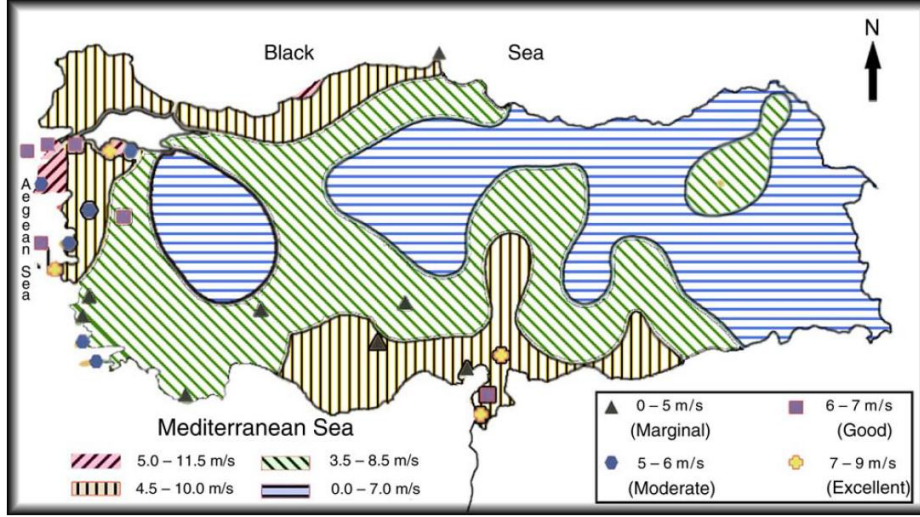 Black
Sea
N
Aegean Sea
Mediterranean Sea
5.0 – 11.5 m/s
3.5 – 8.5 m/s
4.5 – 10.0 m/s
0.0 – 7.0 m/s
0 – 5 m/s
(Marginal)
6 – 7 m/s
(Good)
5 – 6 m/s
(Moderate)
7 – 9 m/s
(Excellent)